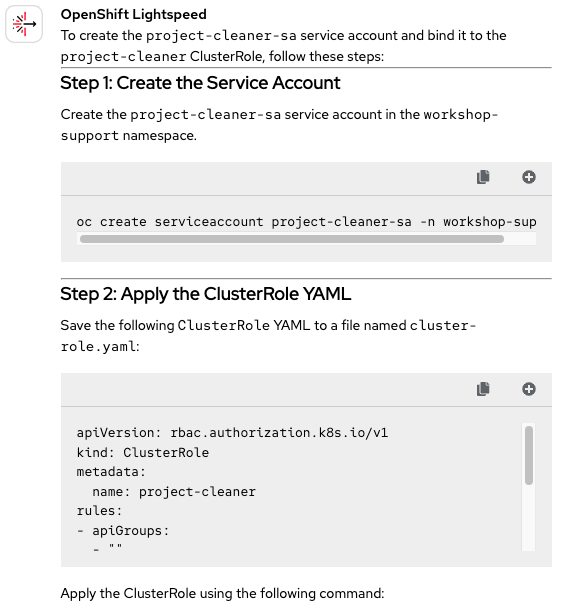 OpenShift Lightspeed
To create the project-cleaner-sa service account and bind it to the
project-cleaner ClusterRole, follow these steps:
Step 1: Create the Service Account
Create the project-cleaner-sa service account in the workshop-
support namespace.
oc create serviceaccount project-cleaner-sa -n workshop-sup
Step 2: Apply the ClusterRole YAML
Save the following ClusterRole YAML to a file named cluster-
role.yaml:
apiVersion: rbac.authorization.k8s.io/v1
kind: ClusterRole
metadata:
  name: project-cleaner
rules:
- apiGroups:
  - ""
Apply the ClusterRole using the following command: